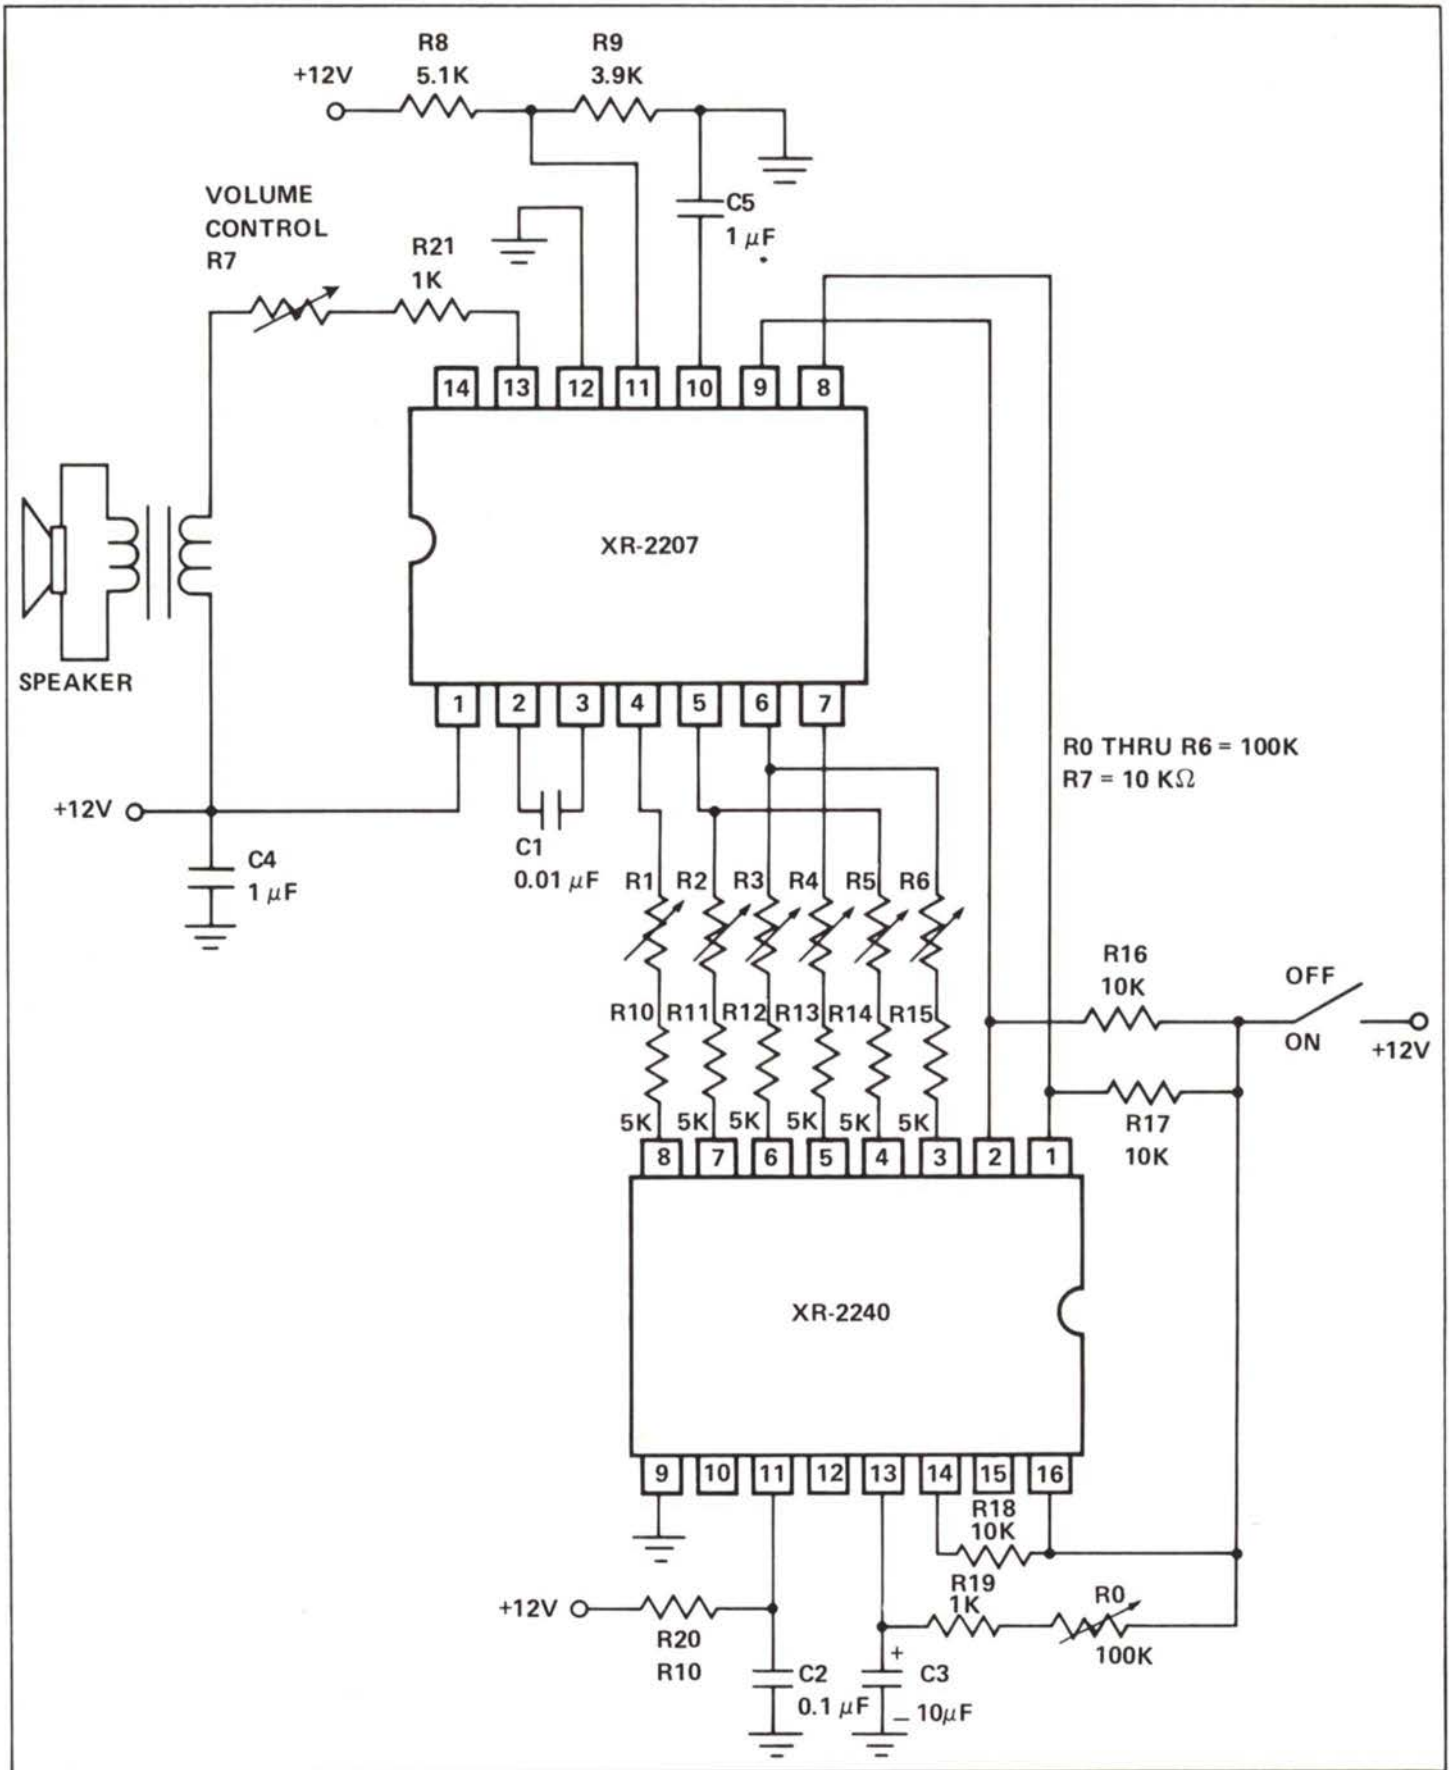 R8
5.1K
R9
3.9K
+12V
VOLUME
CONTROL
R7
R21
1K
C5
1 μF
14 13 12 11 10 9 8
XR-2207
SPEAKER
1 2 3 4 5 6 7
R0 THRU R6 = 100K
R7 = 10 KΩ
+12V
C1
0.01 μF
C4
1 μF
R1 R2 R3 R4 R5 R6
R16
10K
OFF
ON
+12V
R10 R11 R12 R13 R14 R15
5K 5K 5K 5K 5K 5K
R17
10K
8 7 6 5 4 3 2 1
XR-2240
9 10 11 12 13 14 15 16
R18
10K
R19
1K
R0
100K
+12V
R20
R10
C2
0.1 μF
+
C3
– 10μF